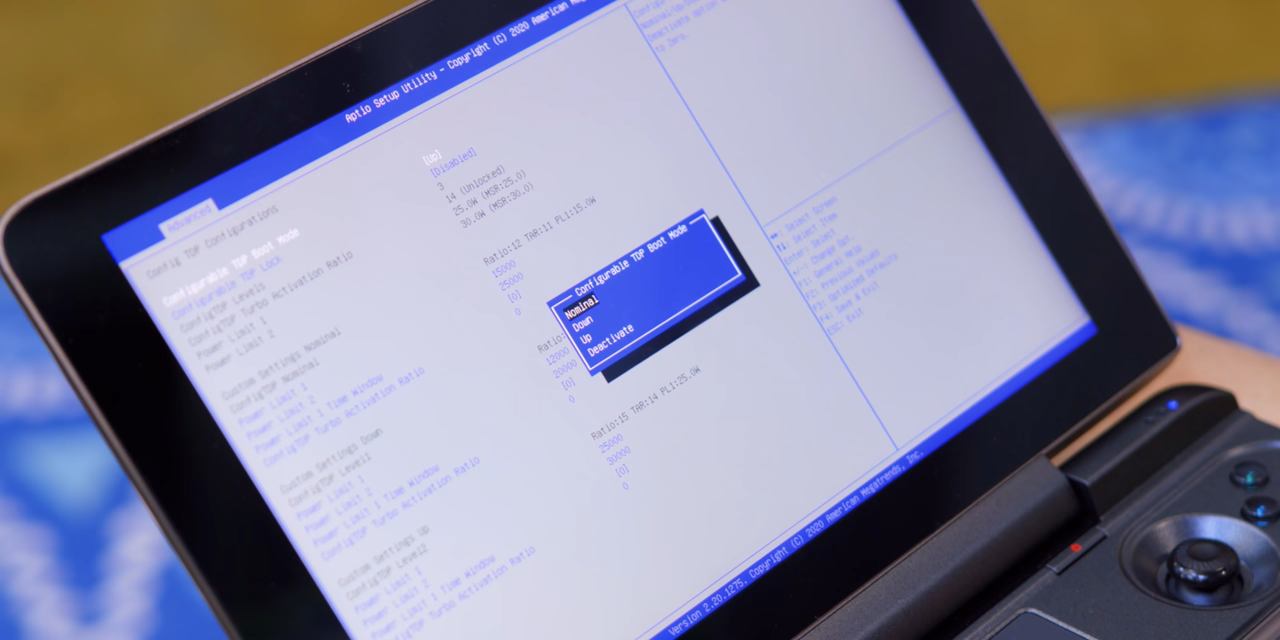 Aptio Setup Utility - Copyright (C) 2020 American
Advanced
Config TDP Configurations
Configurable TDP Boot Mode [Up]
Configurable TDP Lock [Disabled]
ConfigTDP Levels 3
ConfigTDP Turbo Activation Ratio 14 (Unlocked)
Power Limit 1 25.0W (MSR:25.0)
Power Limit 2 30.0W (MSR:30.0)
Custom Settings Nominal
ConfigTDP Nominal Ratio:12 TAR:11 PL1:15.0W
Power Limit 1 15000
Power Limit 2 25000
Power Limit 1 Time Window [0]
ConfigTDP Turbo Activation Ratio 0
Custom Settings Down
ConfigTDP Level1 Ratio:
Power Limit 1 12000
Power Limit 2 20000
Power Limit 1 Time Window [0]
ConfigTDP Turbo Activation Ratio 0
Custom Settings Up
ConfigTDP Level2 Ratio:15 TAR:14 PL1:25.0W
Power Limit 1 25000
Power Limit 2 30000
Power Limit 1 Time Window [0]
ConfigTDP Turbo Activation Ratio 0
Configurable TDP Boot Mode
Nominal
Down
Up
Deactivate
Deactivate option
to Zero.
: Select Screen
: Select Item
Enter: Select
+/-: Change Opt.
F1: General Help
F2: Previous Values
F3: Optimized Defaults
F4: Save & Exit
ESC: Exit
Version 2.20.1275. Copyright (C) 2020 American Megatrends, Inc.